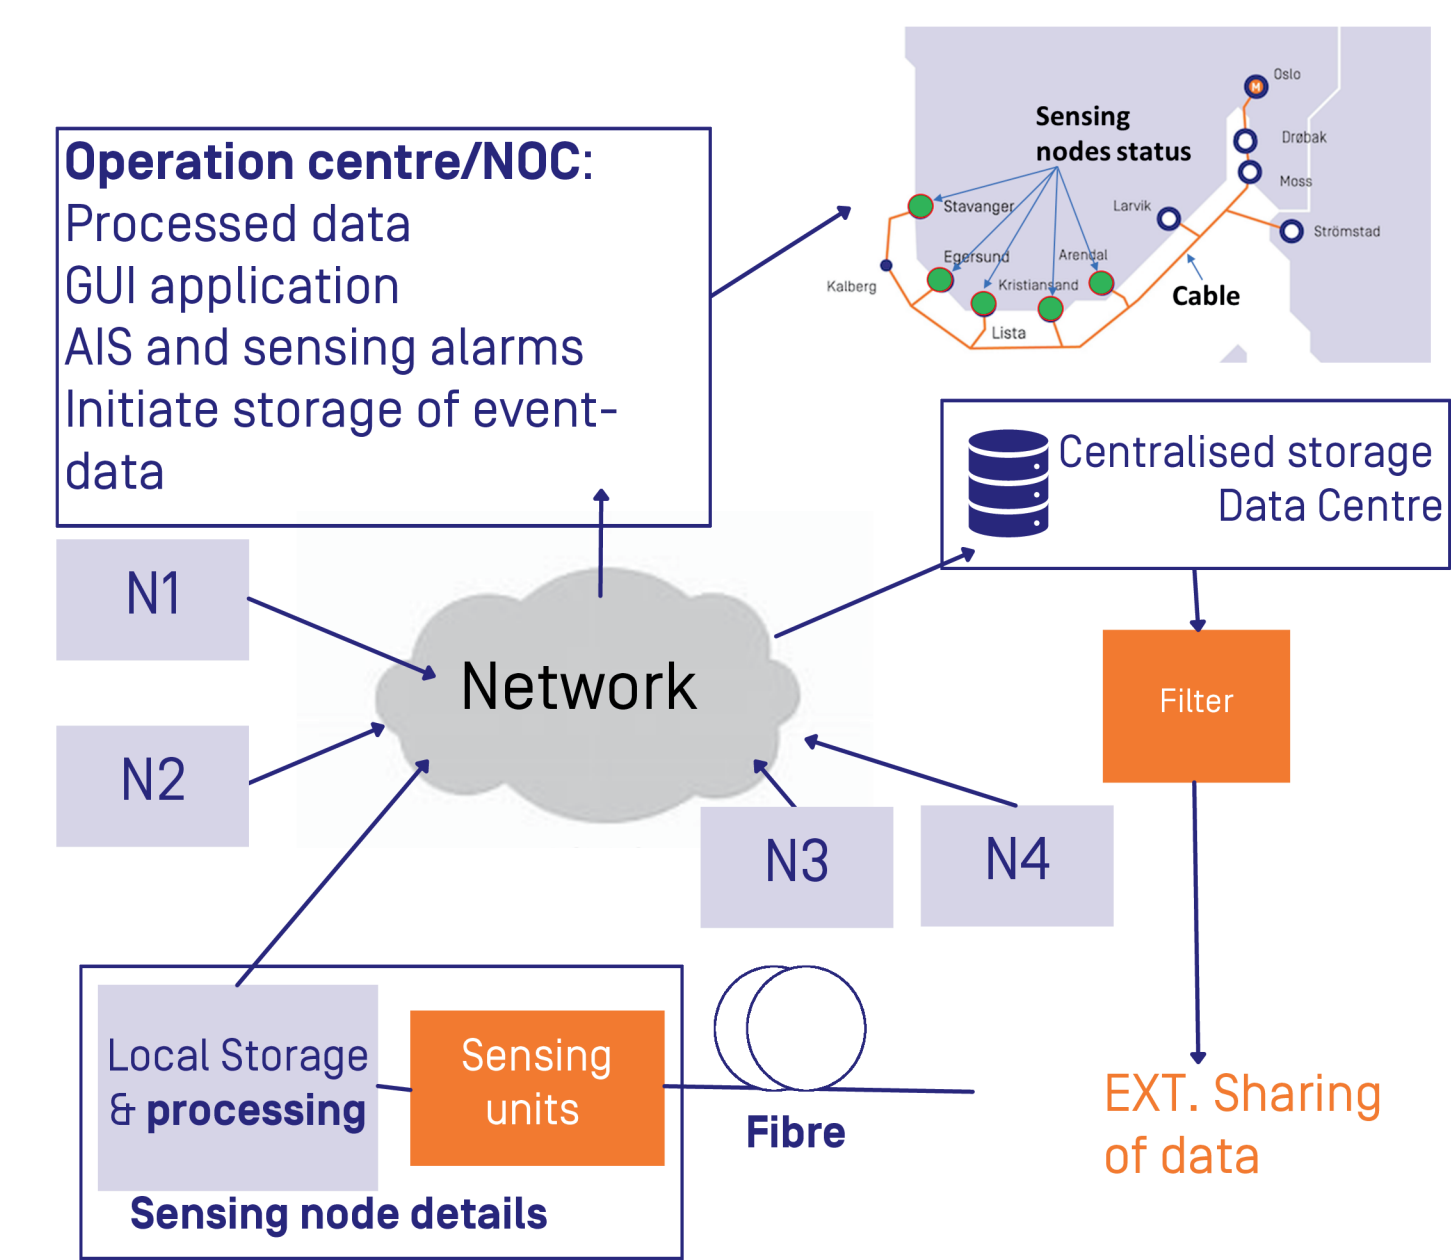 Oslo
Sensing
nodes status
Drøbak
Moss
Larvik
Stavanger
Strömstad
Egersund
Arendal
Kalberg
Kristiansand
Cable
Lista
M
Operation centre/NOC:
Processed data
GUI application
AIS and sensing alarms
Initiate storage of event-
data
Centralised storage
Data Centre
N1
Network
Filter
N2
N3
N4
Local Storage
& processing
Sensing
units
Fibre
EXT. Sharing
of data
Sensing node details